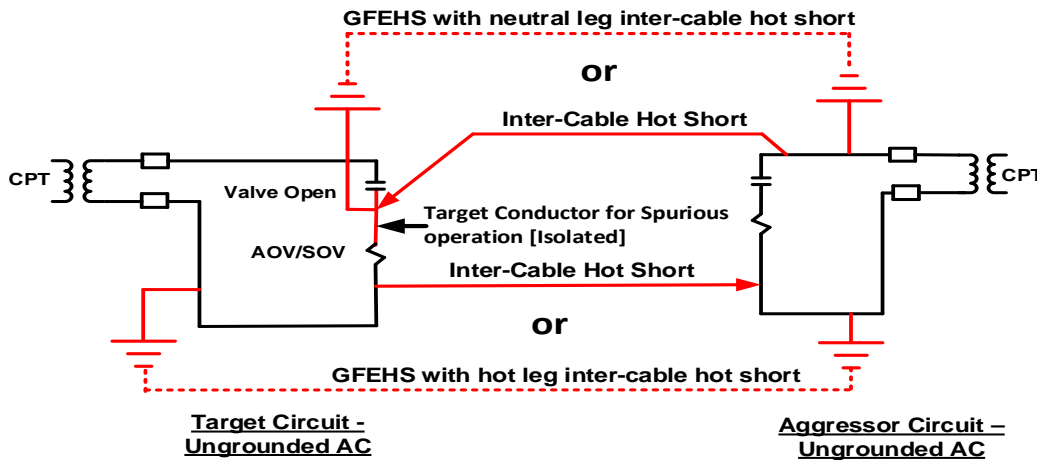 GFEHS with neutral leg inter-cable hot short
or
Inter-Cable Hot Short
CPT
CPT
Valve Open
Target Conductor for Spurious
operation [Isolated]
AOV/SOV
Inter-Cable Hot Short
or
GFEHS with hot leg inter-cable hot short
Target Circuit -
Ungrounded AC
Aggressor Circuit –
Ungrounded AC